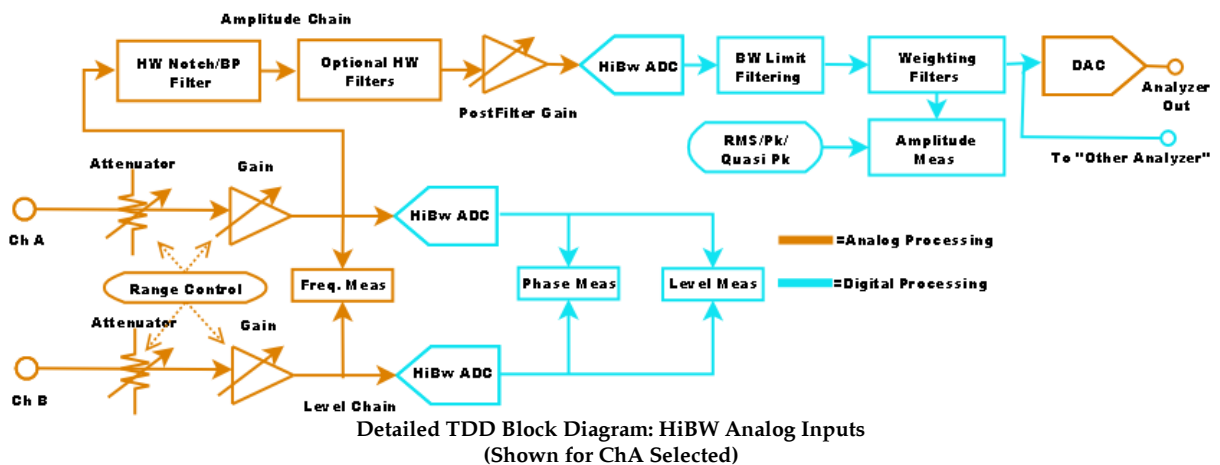 Amplitude Chain
HW Notch/BP
Filter
Optional HW
Filters
PostFilter Gain
HiBw ADC
BW Limit
Filtering
Weighting
Filters
DAC
Analyzer
Out
RMS/Pk/
Quasi Pk
Amplitude
Meas
To "Other Analyzer"
Attenuator
Gain
Ch A
HiBw ADC
=Analog Processing
Range Control
Freq. Meas
Phase Meas
Level Meas
=Digital Processing
Attenuator
Gain
Ch B
HiBw ADC
Level Chain
Detailed TDD Block Diagram: HiBW Analog Inputs
(Shown for ChA Selected)